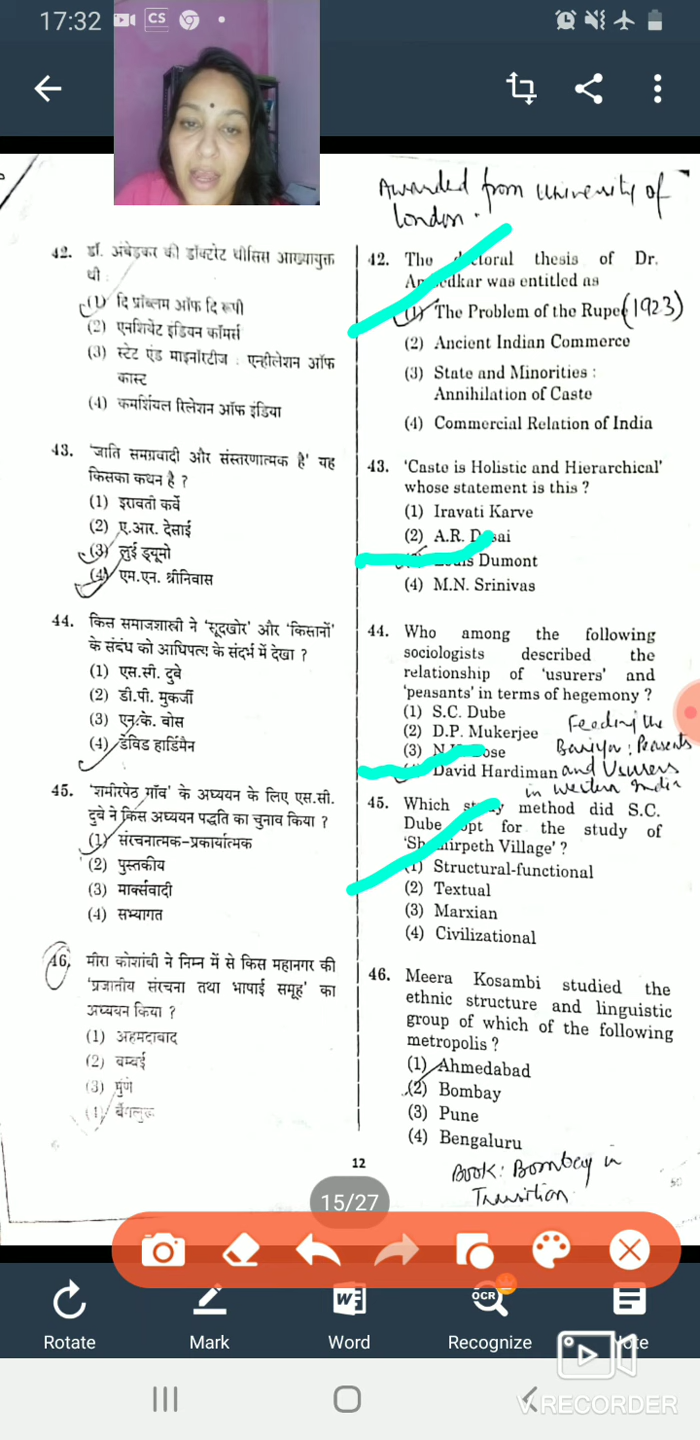 17:32
CS
Awarded from University of
London.
42. डॉ. अंबेडकर की डॉक्टरेट थीसिस आख्यायुक्त
थी :
(1) दि प्रॉब्लम ऑफ दि रूपी
(2) एनशियेंट इंडियन कॉमर्स
(3) स्टेट एंड माइनॉरटीज : एन्हीलेशन ऑफ
कास्ट
(4) कमर्शियल रिलेशन ऑफ इंडिया
43. 'जाति समग्रवादी और संस्तरणात्मक है' यह
किसका कथन है ?
(1) इरावती कर्वे
(2) ए.आर. देसाई
(3) लुई ड्यूमो
(4) एम.एन. श्रीनिवास
44. किस समाजशास्त्री ने 'सूदखोर' और 'किसानों'
के संबंध को आधिपत्य के संदर्भ में देखा ?
(1) एस.सी. दुबे
(2) डी.पी. मुकर्जी
(3) एन.के. बोस
(4) डेविड हार्डिमैन
45. 'शमीरपेठ गाँव' के अध्ययन के लिए एस.सी.
दुबे ने किस अध्ययन पद्धति का चुनाव किया ?
(1) संरचनात्मक-प्रकार्यात्मक
(2) पुस्तकीय
(3) मार्क्सवादी
(4) सभ्यागत
46. मीरा कोशांबी ने निम्न में से किस महानगर की
'प्रजातीय संरचना तथा भाषाई समूह' का
अध्ययन किया ?
(1) अहमदाबाद
(2) बम्बई
(3) पुणे
(4) बेंगलुरू
42. The thesis of Dr.
was entitled as
(1) The Problem of the Rupee (1923)
(2) Ancient Indian Commerce
(3) State and Minorities :
Annihilation of Caste
(4) Commercial Relation of India
43. 'Caste is Holistic and Hierarchical'
whose statement is this ?
(1) Iravati Karve
(2) A.R. Desai
Louis Dumont
(4) M.N. Srinivas
44. Who among the following
sociologists described the
relationship of 'usurers' and
'peasants' in terms of hegemony ?
(1) S.C. Dube
(2) D.P. Mukerjee
(3) N.K. Bose
David Hardiman
Feeding the
Baniya: Peasants
and Usurers
in western India
45. Which study method did S.C.
Dube opt for the study of
'Shamirpeth Village' ?
(1) Structural-functional
(2) Textual
(3) Marxian
(4) Civilizational
46. Meera Kosambi studied the
ethnic structure and linguistic
group of which of the following
metropolis ?
(1) Ahmedabad
(2) Bombay
(3) Pune
(4) Bengaluru
Book: Bombay in
Transition.
12
15/27
OCR
Rotate
Mark
Word
Recognize
Note
V RECORDER